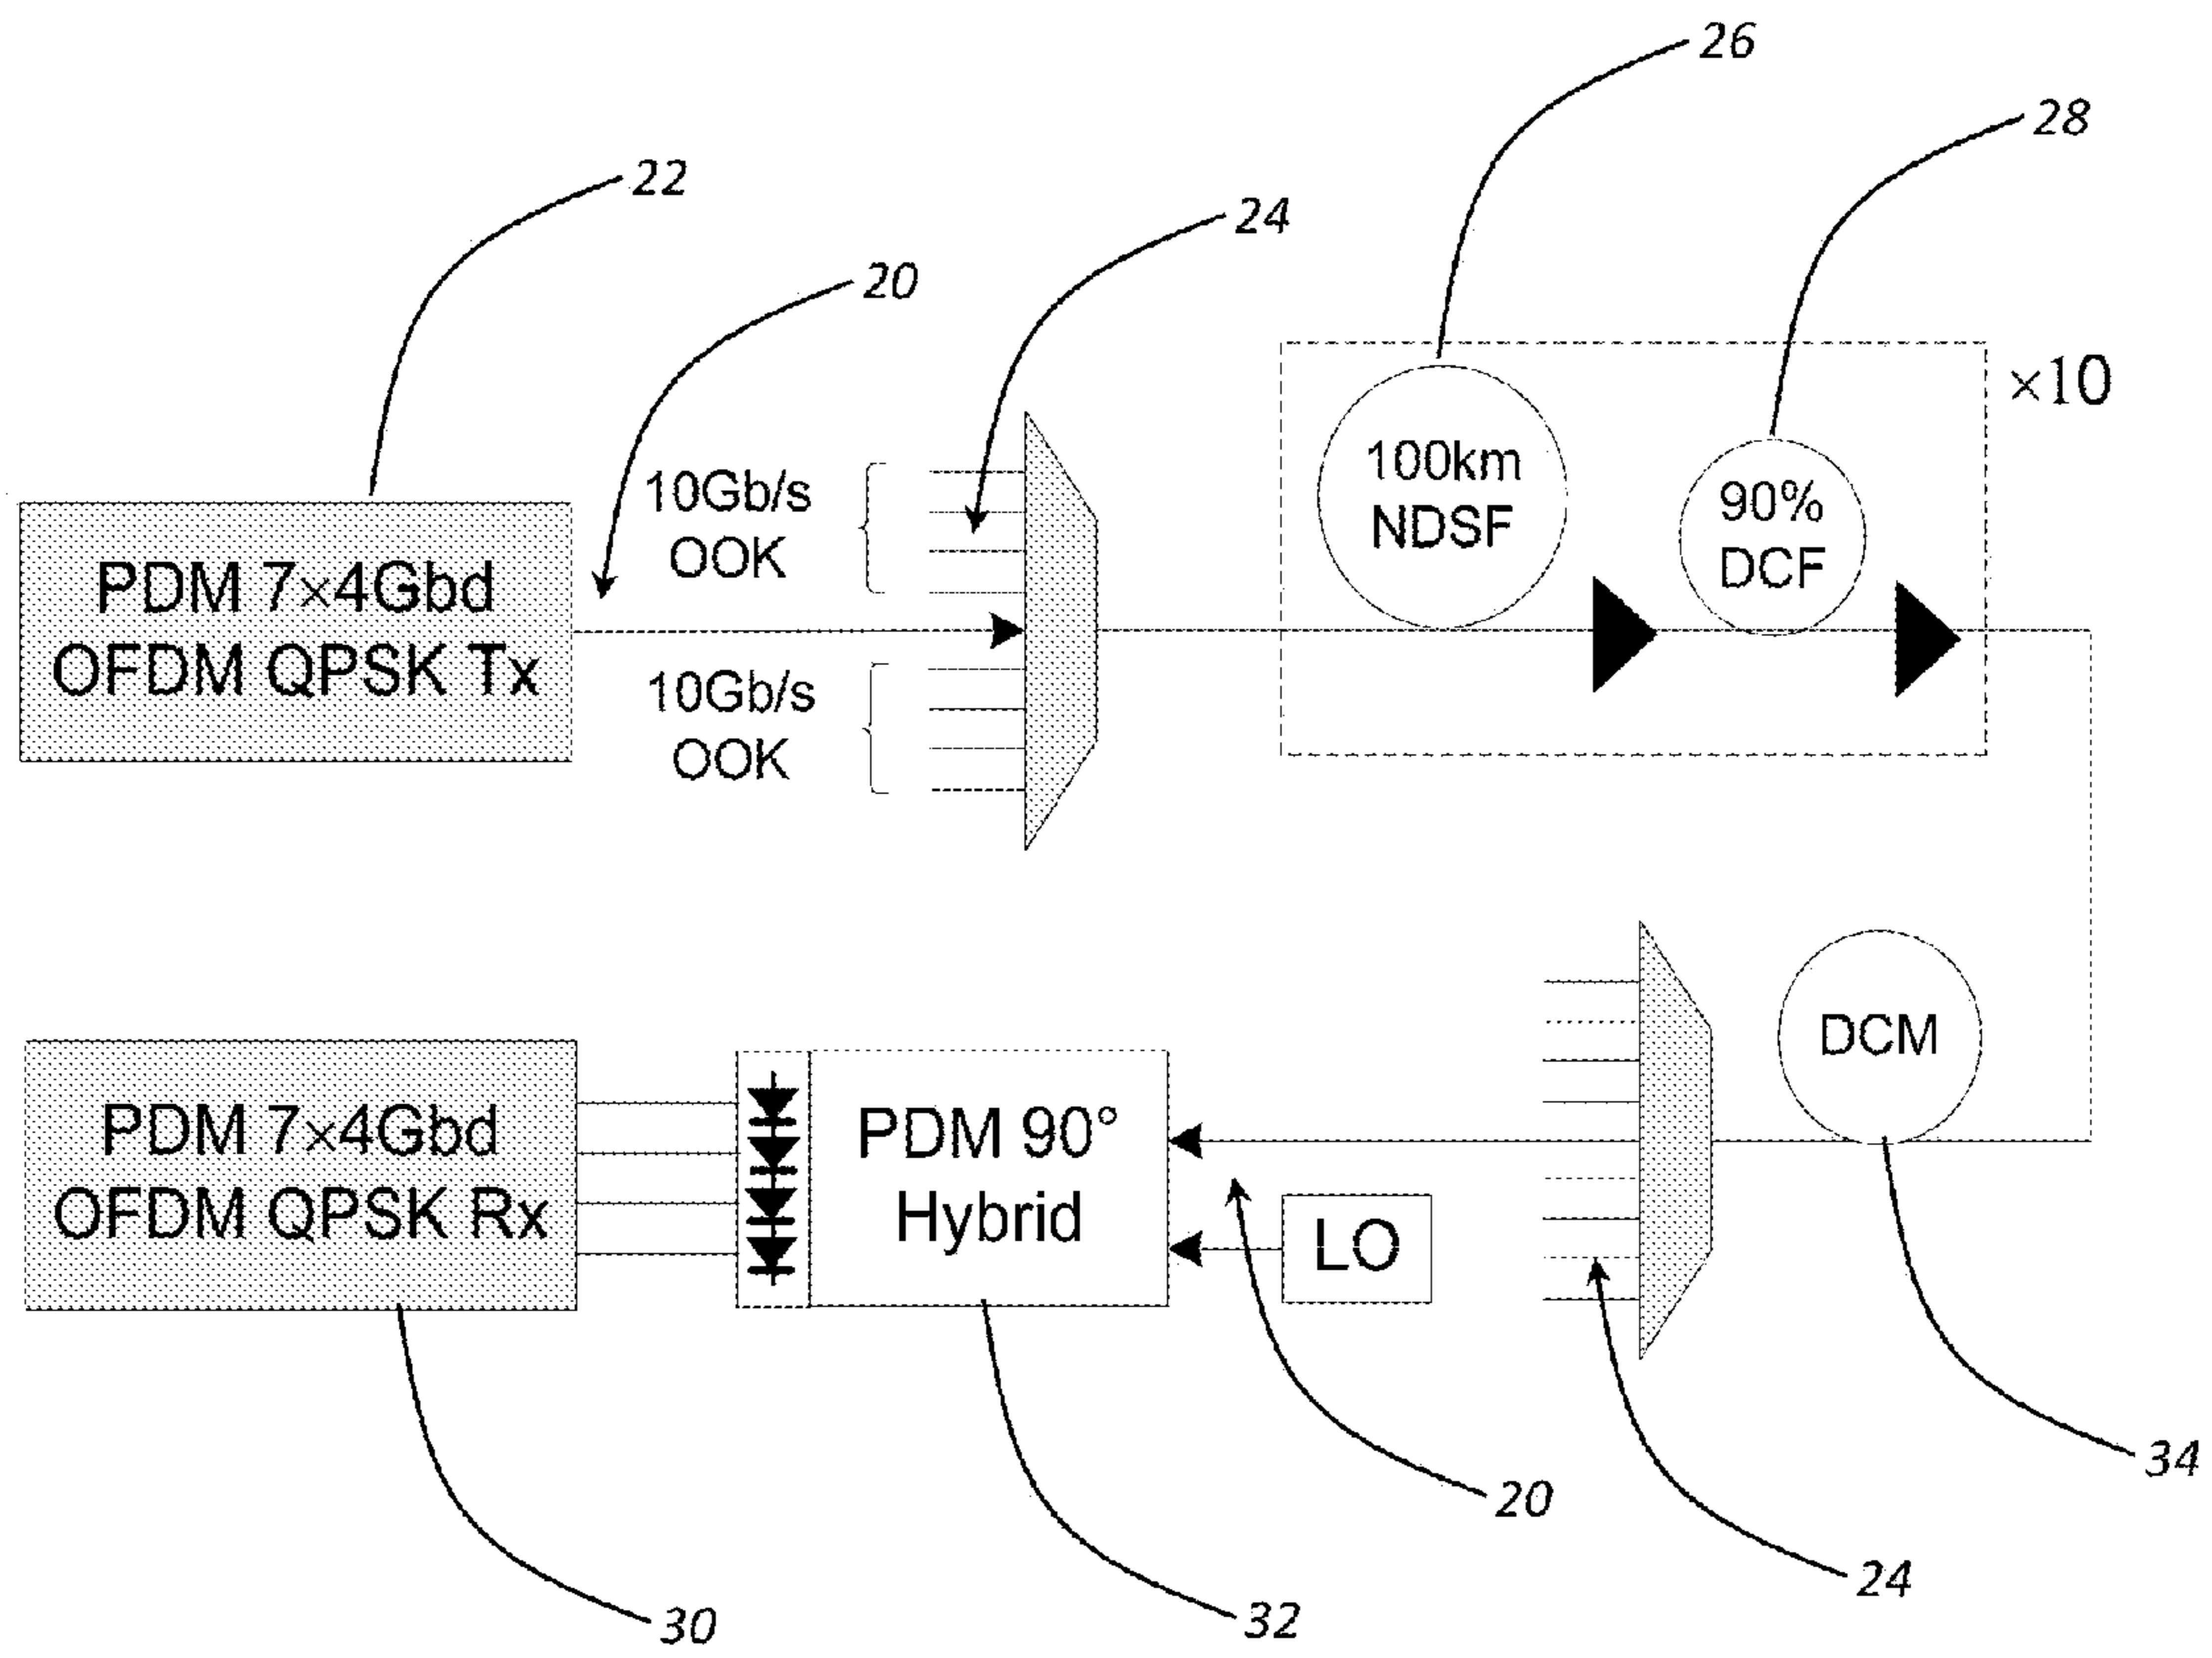 26
28
22
24
20
×10
100km
NDSF
90%
DCF
10Gb/s
OOK
PDM 7×4Gbd
OFDM QPSK Tx
10Gb/s
OOK
DCM
PDM 7×4Gbd
OFDM QPSK Rx
PDM 90°
Hybrid
LO
34
20
24
30
32